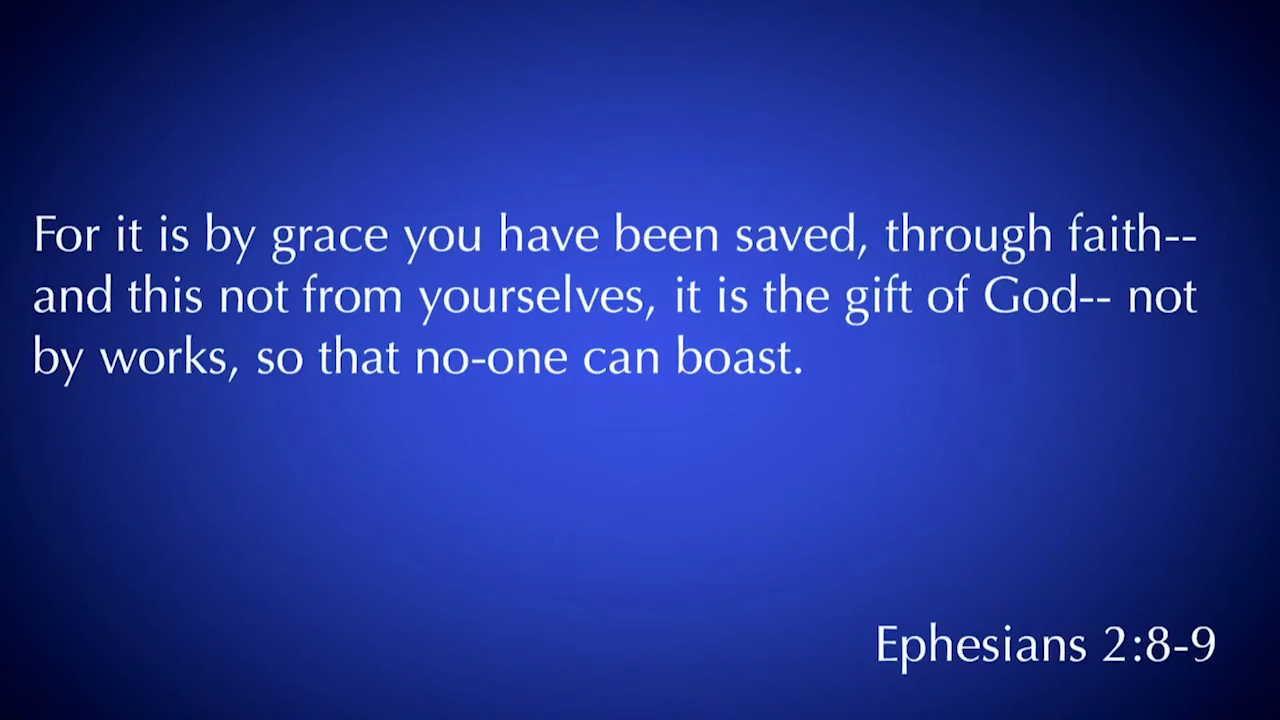 For it is by grace you have been saved, through faith--
and this not from yourselves, it is the gift of God-- not
by works, so that no-one can boast.
Ephesians 2:8-9